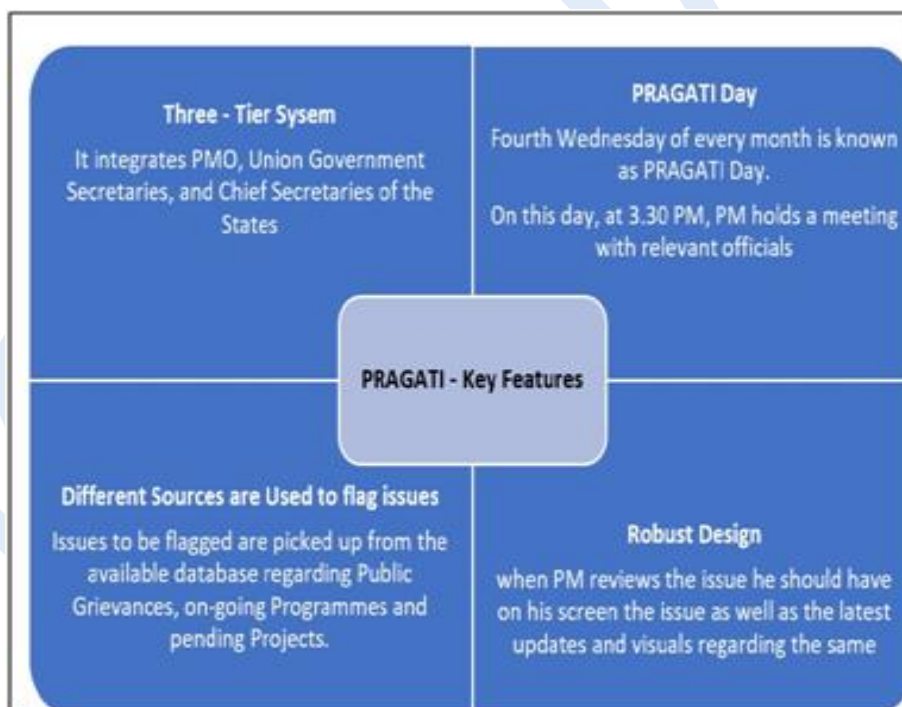 Three - Tier Sysem
It integrates PMO, Union Government
Secretaries, and Chief Secretaries of the
States
PRAGATI Day
Fourth Wednesday of every month is known
as PRAGATI Day.
On this day, at 3.30 PM, PM holds a meeting
with relevant officials
PRAGATI - Key Features
Different Sources are Used to flag issues
Issues to be flagged are picked up from the
available database regarding Public
Grievances, on-going Programmes and
pending Projects.
Robust Design
when PM reviews the issue he should have
on his screen the issue as well as the latest
updates and visuals regarding the same